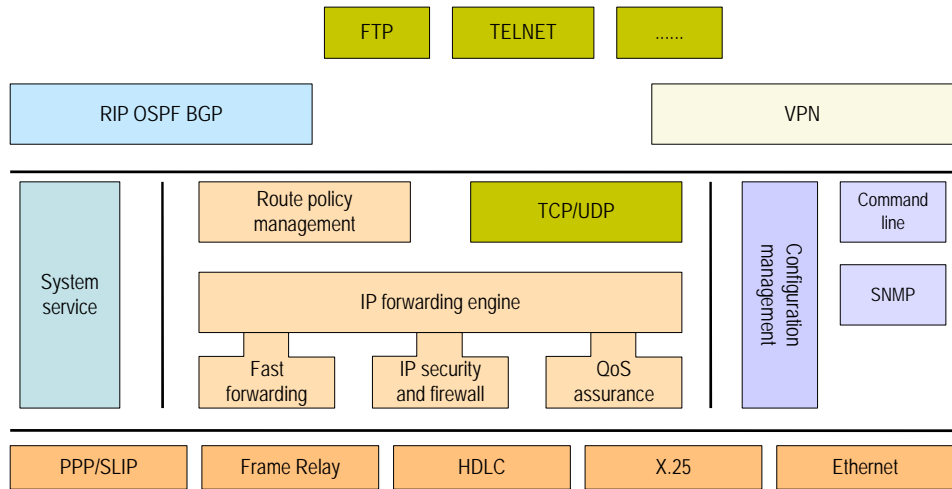 FTP
TELNET
......
RIP OSPF BGP
VPN
System
service
Route policy
management
TCP/UDP
IP forwarding engine
Fast
forwarding
IP security
and firewall
QoS
assurance
Configuration
management
Command
line
SNMP
PPP/SLIP
Frame Relay
HDLC
X.25
Ethernet